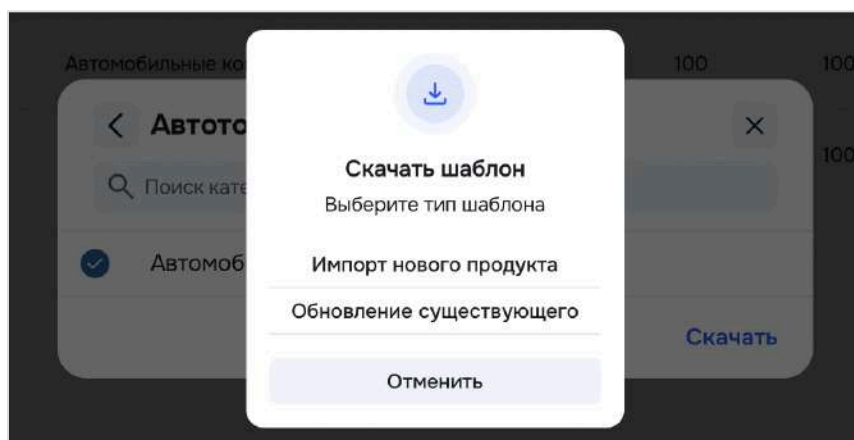 Автомобильные ко
100
100
Автото
Поиск кате
100
Скачать шаблон
Выберите тип шаблона
Автомоб
Импорт нового продукта
Обновление существующего
Скачать
Отменить